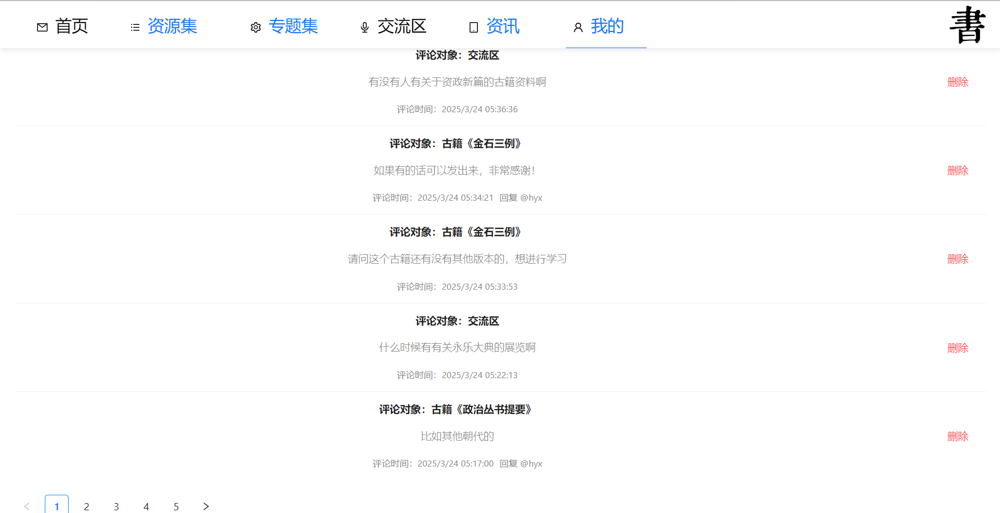 首页 资源集 专题集 交流区 资讯 我的 書
评论对象：交流区
有没有人有关于资政新篇的古籍资料啊 删除
评论时间：2025/3/24 05:36:36
评论对象：古籍《金石三例》
如果有的话可以发出来，非常感谢！ 删除
评论时间：2025/3/24 05:34:21 回复 @hyx
评论对象：古籍《金石三例》
请问这个古籍还有没有其他版本的，想进行学习 删除
评论时间：2025/3/24 05:33:53
评论对象：交流区
什么时候有有关永乐大典的展览啊 删除
评论时间：2025/3/24 05:22:13
评论对象：古籍《政治丛书提要》
比如其他朝代的 删除
评论时间：2025/3/24 05:17:00 回复 @hyx
< 1 2 3 4 5 >